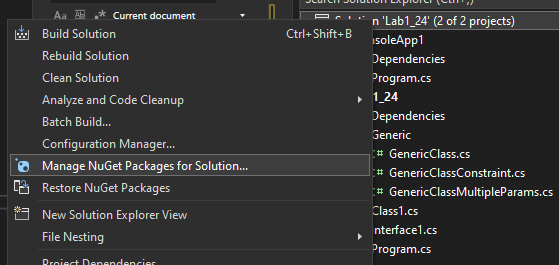 Search Solution Explorer (Ctrl+;)
Aa
Current document
Solution 'Lab1_24' (2 of 2 projects)
Build Solution Ctrl+Shift+B
nsoleApp1
Rebuild Solution
Dependencies
Clean Solution
Program.cs
Analyze and Code Cleanup
1_24
Batch Build...
Dependencies
Configuration Manager...
Generic
Manage NuGet Packages for Solution...
C# GenericClass.cs
Restore NuGet Packages
C# GenericClassConstraint.cs
C# GenericClassMultipleParams.cs
New Solution Explorer View
Class1.cs
File Nesting
Interface1.cs
Program.cs
Project Dependencies